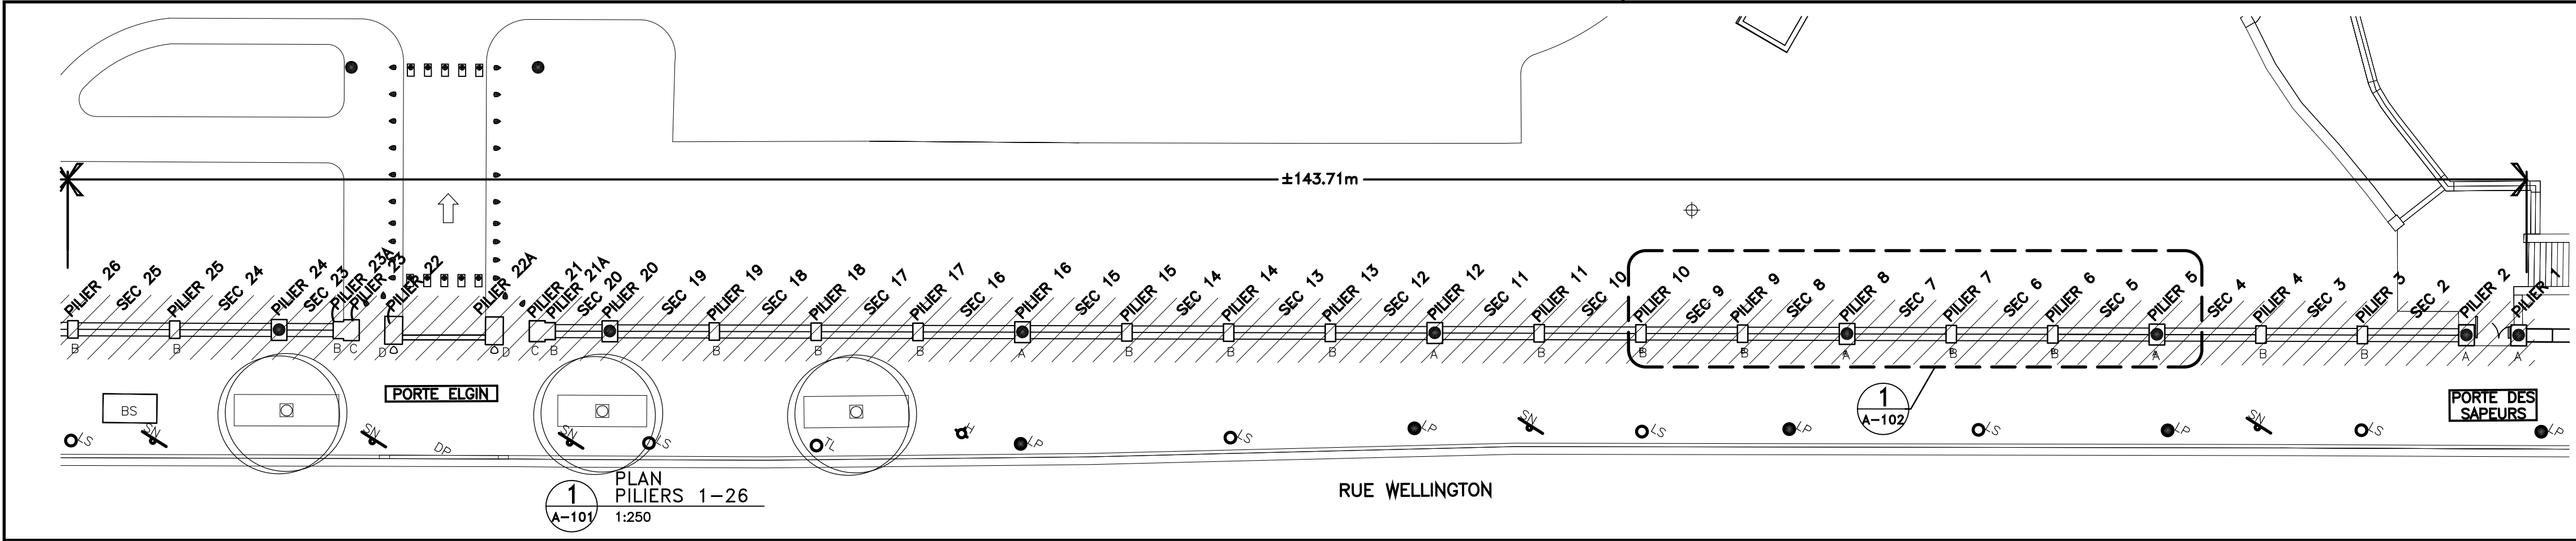 ±143.71m
PILIER 26
SEC 25
PILIER 25
SEC 24
PILIER 24
SEC 23
PILIER 23A
PILIER 23
PILIER 22
PILIER 22A
PILIER 21
PILIER 21A
SEC 20
PILIER 20
SEC 19
PILIER 19
SEC 18
PILIER 18
SEC 17
PILIER 17
SEC 16
PILIER 16
SEC 15
PILIER 15
SEC 14
PILIER 14
SEC 13
PILIER 13
SEC 12
PILIER 12
SEC 11
PILIER 11
SEC 10
PILIER 10
SEC 9
PILIER 9
SEC 8
PILIER 8
SEC 7
PILIER 7
SEC 6
PILIER 6
SEC 5
PILIER 5
SEC 4
PILIER 4
SEC 3
PILIER 3
SEC 2
PILIER 2
PILIER 1
B B B C D D C B B B B A B B B A B B B A B B A B B A A
PORTE ELGIN
BS
1
A-102
PORTE DES
SAPEURS
LS SN SN DP SN LS TL H LP LS LP SN LS LP LS LP SN LS LP
1
A-101
PLAN
PILIERS 1-26
1:250
RUE WELLINGTON